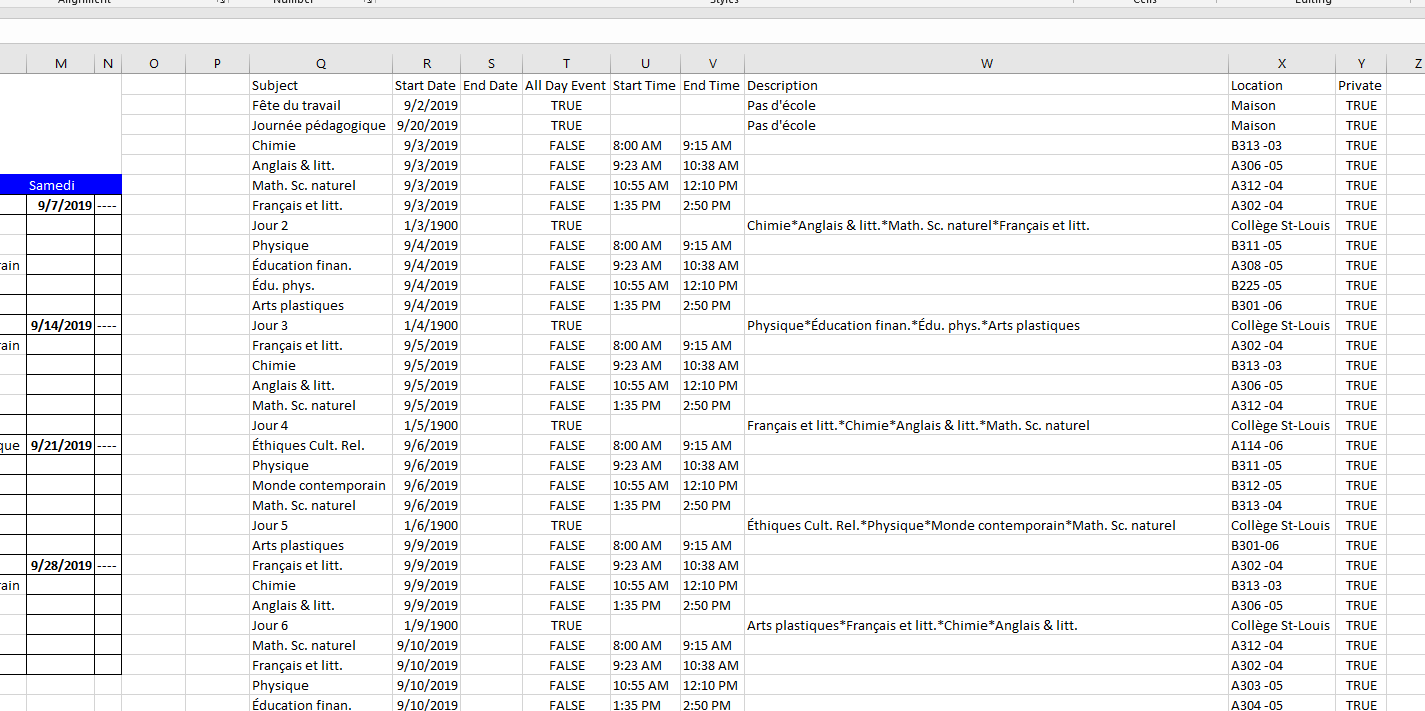 Alignment Number Styles Cells Editing
M N O P Q R S T U V W X Y Z
Subject Start Date End Date All Day Event Start Time End Time Description Location Private
Fête du travail 9/2/2019 TRUE Pas d'école Maison TRUE
Journée pédagogique 9/20/2019 TRUE Pas d'école Maison TRUE
Chimie 9/3/2019 FALSE 8:00 AM 9:15 AM B313 -03 TRUE
Anglais & litt. 9/3/2019 FALSE 9:23 AM 10:38 AM A306 -05 TRUE
Samedi Math. Sc. naturel 9/3/2019 FALSE 10:55 AM 12:10 PM A312 -04 TRUE
9/7/2019 ---- Français et litt. 9/3/2019 FALSE 1:35 PM 2:50 PM A302 -04 TRUE
Jour 2 1/3/1900 TRUE Chimie*Anglais & litt.*Math. Sc. naturel*Français et litt. Collège St-Louis TRUE
Physique 9/4/2019 FALSE 8:00 AM 9:15 AM B311 -05 TRUE
rain Éducation finan. 9/4/2019 FALSE 9:23 AM 10:38 AM A308 -05 TRUE
Édu. phys. 9/4/2019 FALSE 10:55 AM 12:10 PM B225 -05 TRUE
Arts plastiques 9/4/2019 FALSE 1:35 PM 2:50 PM B301 -06 TRUE
9/14/2019 ---- Jour 3 1/4/1900 TRUE Physique*Éducation finan.*Édu. phys.*Arts plastiques Collège St-Louis TRUE
rain Français et litt. 9/5/2019 FALSE 8:00 AM 9:15 AM A302 -04 TRUE
Chimie 9/5/2019 FALSE 9:23 AM 10:38 AM B313 -03 TRUE
Anglais & litt. 9/5/2019 FALSE 10:55 AM 12:10 PM A306 -05 TRUE
Math. Sc. naturel 9/5/2019 FALSE 1:35 PM 2:50 PM A312 -04 TRUE
Jour 4 1/5/1900 TRUE Français et litt.*Chimie*Anglais & litt.*Math. Sc. naturel Collège St-Louis TRUE
que 9/21/2019 ---- Éthiques Cult. Rel. 9/6/2019 FALSE 8:00 AM 9:15 AM A114 -06 TRUE
Physique 9/6/2019 FALSE 9:23 AM 10:38 AM B311 -05 TRUE
Monde contemporain 9/6/2019 FALSE 10:55 AM 12:10 PM B312 -05 TRUE
Math. Sc. naturel 9/6/2019 FALSE 1:35 PM 2:50 PM B313 -04 TRUE
Jour 5 1/6/1900 TRUE Éthiques Cult. Rel.*Physique*Monde contemporain*Math. Sc. naturel Collège St-Louis TRUE
Arts plastiques 9/9/2019 FALSE 8:00 AM 9:15 AM B301-06 TRUE
9/28/2019 ---- Français et litt. 9/9/2019 FALSE 9:23 AM 10:38 AM A302 -04 TRUE
rain Chimie 9/9/2019 FALSE 10:55 AM 12:10 PM B313 -03 TRUE
Anglais & litt. 9/9/2019 FALSE 1:35 PM 2:50 PM A306 -05 TRUE
Jour 6 1/9/1900 TRUE Arts plastiques*Français et litt.*Chimie*Anglais & litt. Collège St-Louis TRUE
Math. Sc. naturel 9/10/2019 FALSE 8:00 AM 9:15 AM A312 -04 TRUE
Français et litt. 9/10/2019 FALSE 9:23 AM 10:38 AM A302 -04 TRUE
Physique 9/10/2019 FALSE 10:55 AM 12:10 PM A303 -05 TRUE
Éducation finan. 9/10/2019 FALSE 1:35 PM 2:50 PM A304 -05 TRUE